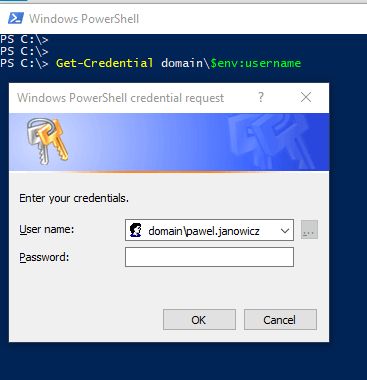 Windows PowerShell
PS C:\>
PS C:\>
PS C:\> Get-Credential domain\$env:username
Windows PowerShell credential request ? ×
Enter your credentials.
User name: domain\pawel.janowicz ...
Password:
OK Cancel